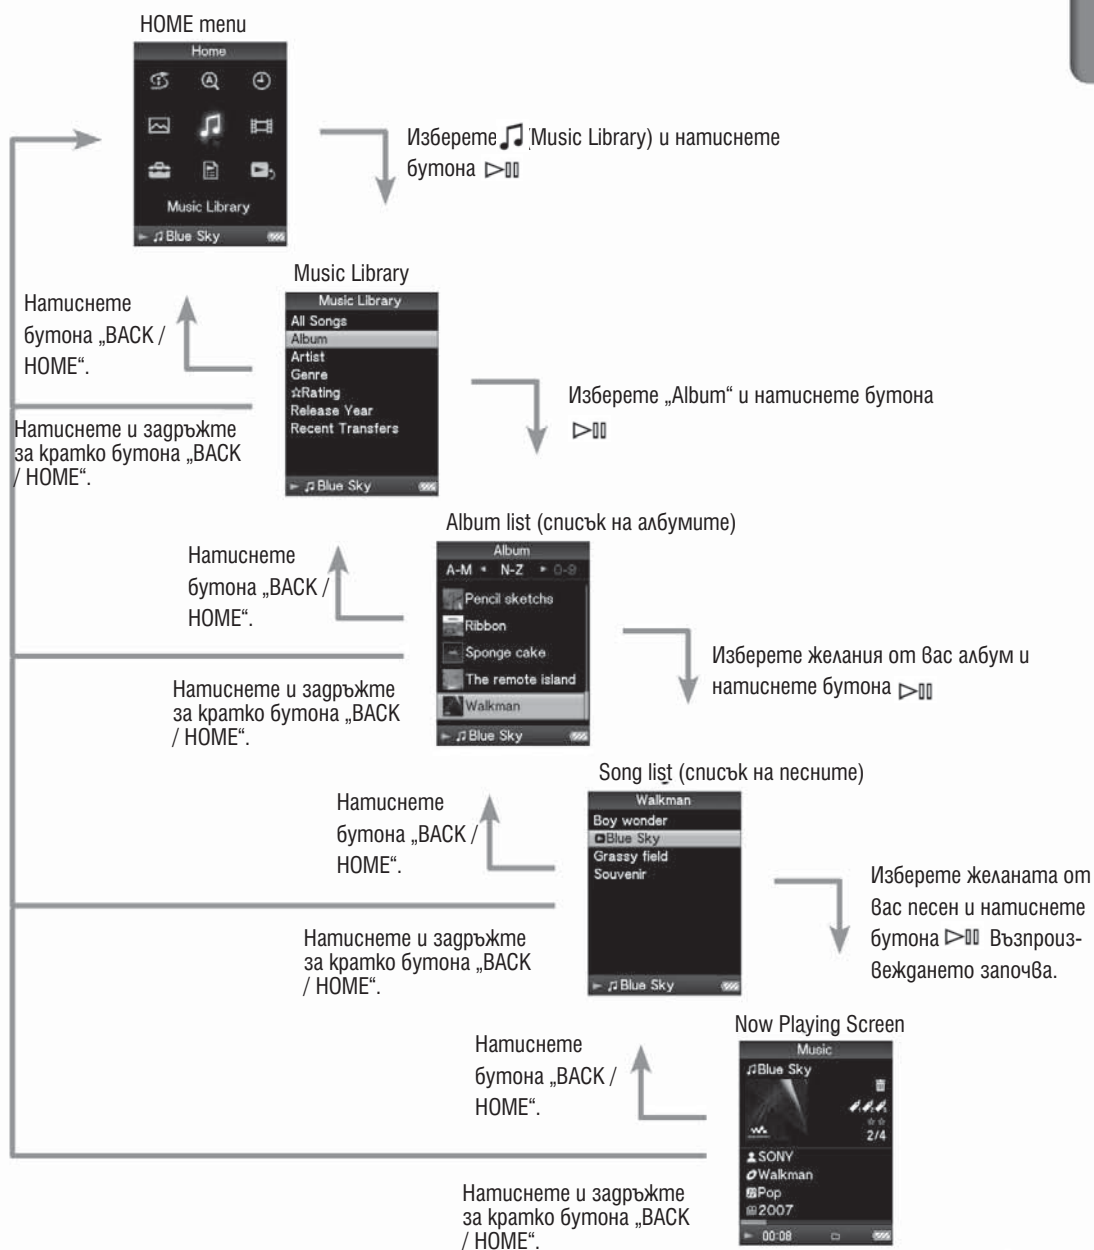 HOME menu
Home
Music Library
Blue Sky
Изберете (Music Library) и натиснете
бутона
Натиснете
бутона „BACK /
HOME“.
Music Library
Music Library
All Songs
Album
Artist
Genre
☆Rating
Release Year
Recent Transfers
Blue Sky
Изберете „Album“ и натиснете бутона
Натиснете и задръжте
за кратко бутона „BACK
/ HOME“.
Album list (списък на албумите)
Album
A-M N-Z 0-9
Pencil sketchs
Ribbon
Sponge cake
The remote island
Walkman
Blue Sky
Натиснете
бутона „BACK /
HOME“.
Изберете желания от вас албум и
натиснете бутона
Натиснете и задръжте
за кратко бутона „BACK
/ HOME“.
Song list (списък на песните)
Walkman
Boy wonder
Blue Sky
Grassy field
Souvenir
Blue Sky
Натиснете
бутона „BACK /
HOME“.
Изберете желаната от
вас песен и натиснете
бутона Възпроиз-
веждането започва.
Натиснете и задръжте
за кратко бутона „BACK
/ HOME“.
Now Playing Screen
Music
Blue Sky
2/4
SONY
Walkman
Pop
2007
00:08
Натиснете
бутона „BACK /
HOME“.
Натиснете и задръжте
за кратко бутона „BACK
/ HOME“.